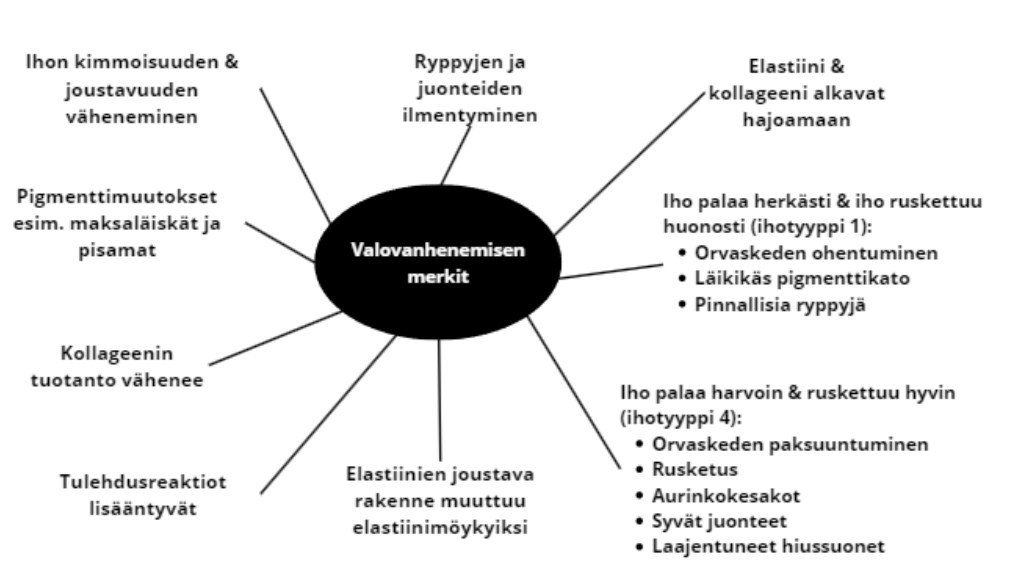 Ihon kimmoisuuden &
joustavuuden
väheneminen
Ryppyjen ja
juonteiden
ilmentyminen
Elastiini &
kollageeni alkavat
hajoamaan
Pigmenttimuutokset
esim. maksaläiskät ja
pisamat
Valovanhenemisen
merkit
Iho palaa herkästi & iho ruskettuu
huonosti (ihotyyppi 1):
• Orvaskeden ohentuminen
• Läikikäs pigmenttikato
• Pinnallisia ryppyjä
Kollageenin
tuotanto vähenee
Tulehdusreaktiot
lisääntyvät
Elastiinien joustava
rakenne muuttuu
elastiinimöykyiksi
Iho palaa harvoin & ruskettuu hyvin
(ihotyyppi 4):
• Orvaskeden paksuuntuminen
• Rusketus
• Aurinkokesakot
• Syvät juonteet
• Laajentuneet hiussuonet